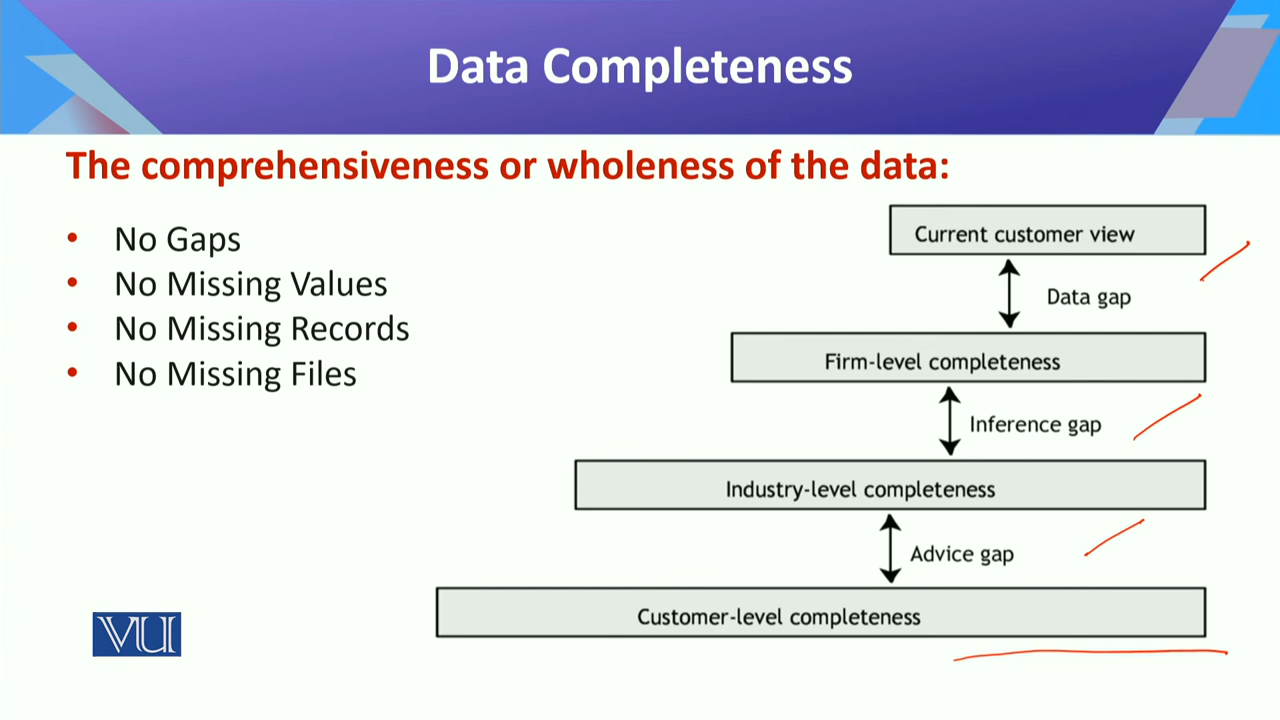 Data Completeness
The comprehensiveness or wholeness of the data:
• No Gaps
• No Missing Values
• No Missing Records
• No Missing Files
Current customer view
Data gap
Firm-level completeness
Inference gap
Industry-level completeness
Advice gap
Customer-level completeness
VU